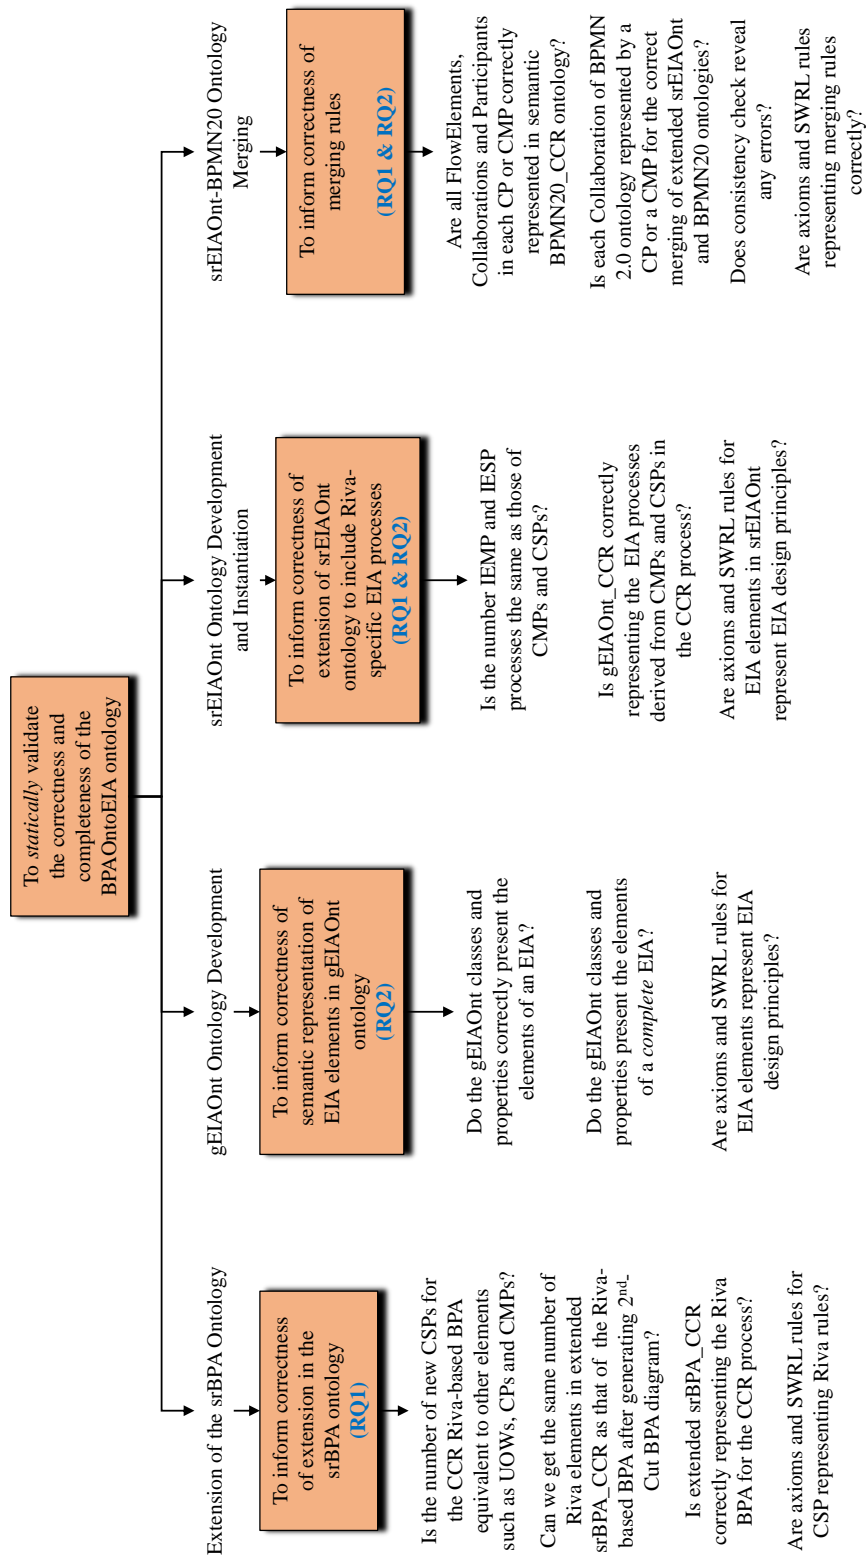 To statically validate
the correctness and
completeness of the
BPAOntoEIA ontology
Extension of the srBPA Ontology
To inform correctness
of extension in the
srBPA ontology
(RQ1)
Is the number of new CSPs for
the CCR Riva-based BPA
equivalent to other elements
such as UOWs, CPs and CMPs?
Can we get the same number of
Riva elements in extended
srBPA_CCR as that of the Riva-
based BPA after generating 2nd-
Cut BPA diagram?
Is extended srBPA_CCR
correctly representing the Riva
BPA for the CCR process?
Are axioms and SWRL rules for
CSP representing Riva rules?
gEIAOnt Ontology Development
To inform correctness of
semantic representation of
EIA elements in gEIAOnt
ontology
(RQ2)
Do the gEIAOnt classes and
properties correctly present the
elements of an EIA?
Do the gEIAOnt classes and
properties present the elements
of a complete EIA?
Are axioms and SWRL rules for
EIA elements represent EIA
design principles?
srEIAOnt Ontology Development
and Instantiation
To inform correctness of
extension of srEIAOnt
ontology to include Riva-
specific EIA processes
(RQ1 & RQ2)
Is the number IEMP and IESP
processes the same as those of
CMPs and CSPs?
Is gEIAOnt_CCR correctly
representing the EIA processes
derived from CMPs and CSPs in
the CCR process?
Are axioms and SWRL rules for
EIA elements in srEIAOnt
represent EIA design principles?
srEIAOnt-BPMN20 Ontology
Merging
To inform correctness of
merging rules
(RQ1 & RQ2)
Are all FlowElements,
Collaborations and Participants
in each CP or CMP correctly
represented in semantic
BPMN20_CCR ontology?
Is each Collaboration of BPMN
2.0 ontology represented by a
CP or a CMP for the correct
merging of extended srEIAOnt
and BPMN20 ontologies?
Does consistency check reveal
any errors?
Are axioms and SWRL rules
representing merging rules
correctly?